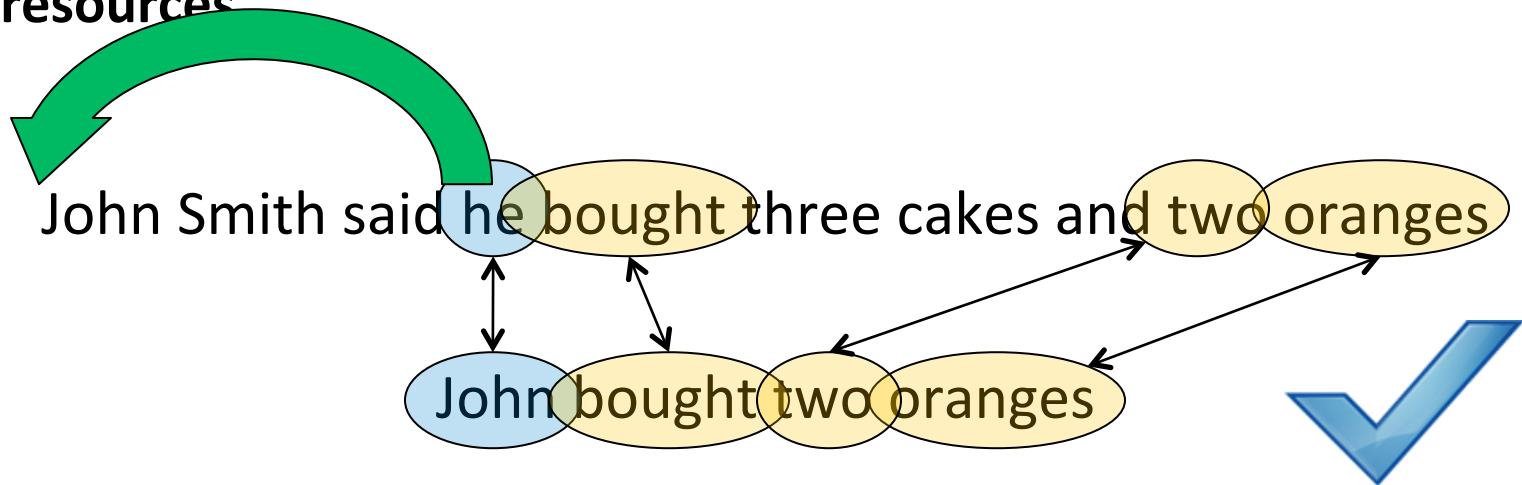 resources
John Smith said he bought three cakes and two oranges
John bought two oranges